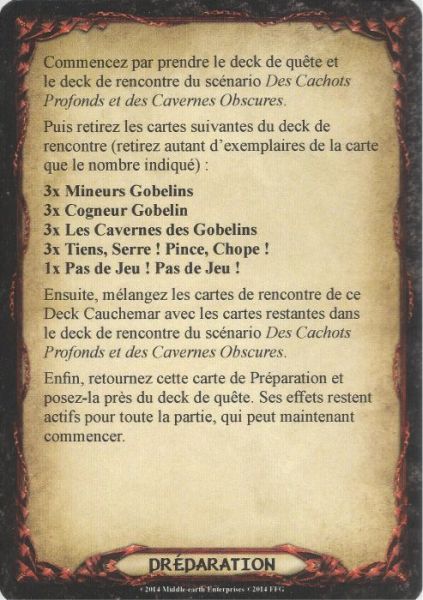 Commencez par prendre le deck de quête et
le deck de rencontre du scénario Des Cachots
Profonds et des Cavernes Obscures.
Puis retirez les cartes suivantes du deck de
rencontre (retirez autant d’exemplaires de la carte
que le nombre indiqué) :
3x Mineurs Gobelins
3x Cogneur Gobelin
3x Les Cavernes des Gobelins
3x Tiens, Serre ! Pince, Chope !
1x Pas de Jeu ! Pas de Jeu !
Ensuite, mélangez les cartes de rencontre de ce
Deck Cauchemar avec les cartes restantes dans
le deck de rencontre du scénario Des Cachots
Profonds et des Cavernes Obscures.
Enfin, retournez cette carte de Préparation et
posez-la près du deck de quête. Ses effets restent
actifs pour toute la partie, qui peut maintenant
commencer.
PRÉPARATION
•2014 Middle-earth Enterprises • 2014 FFG